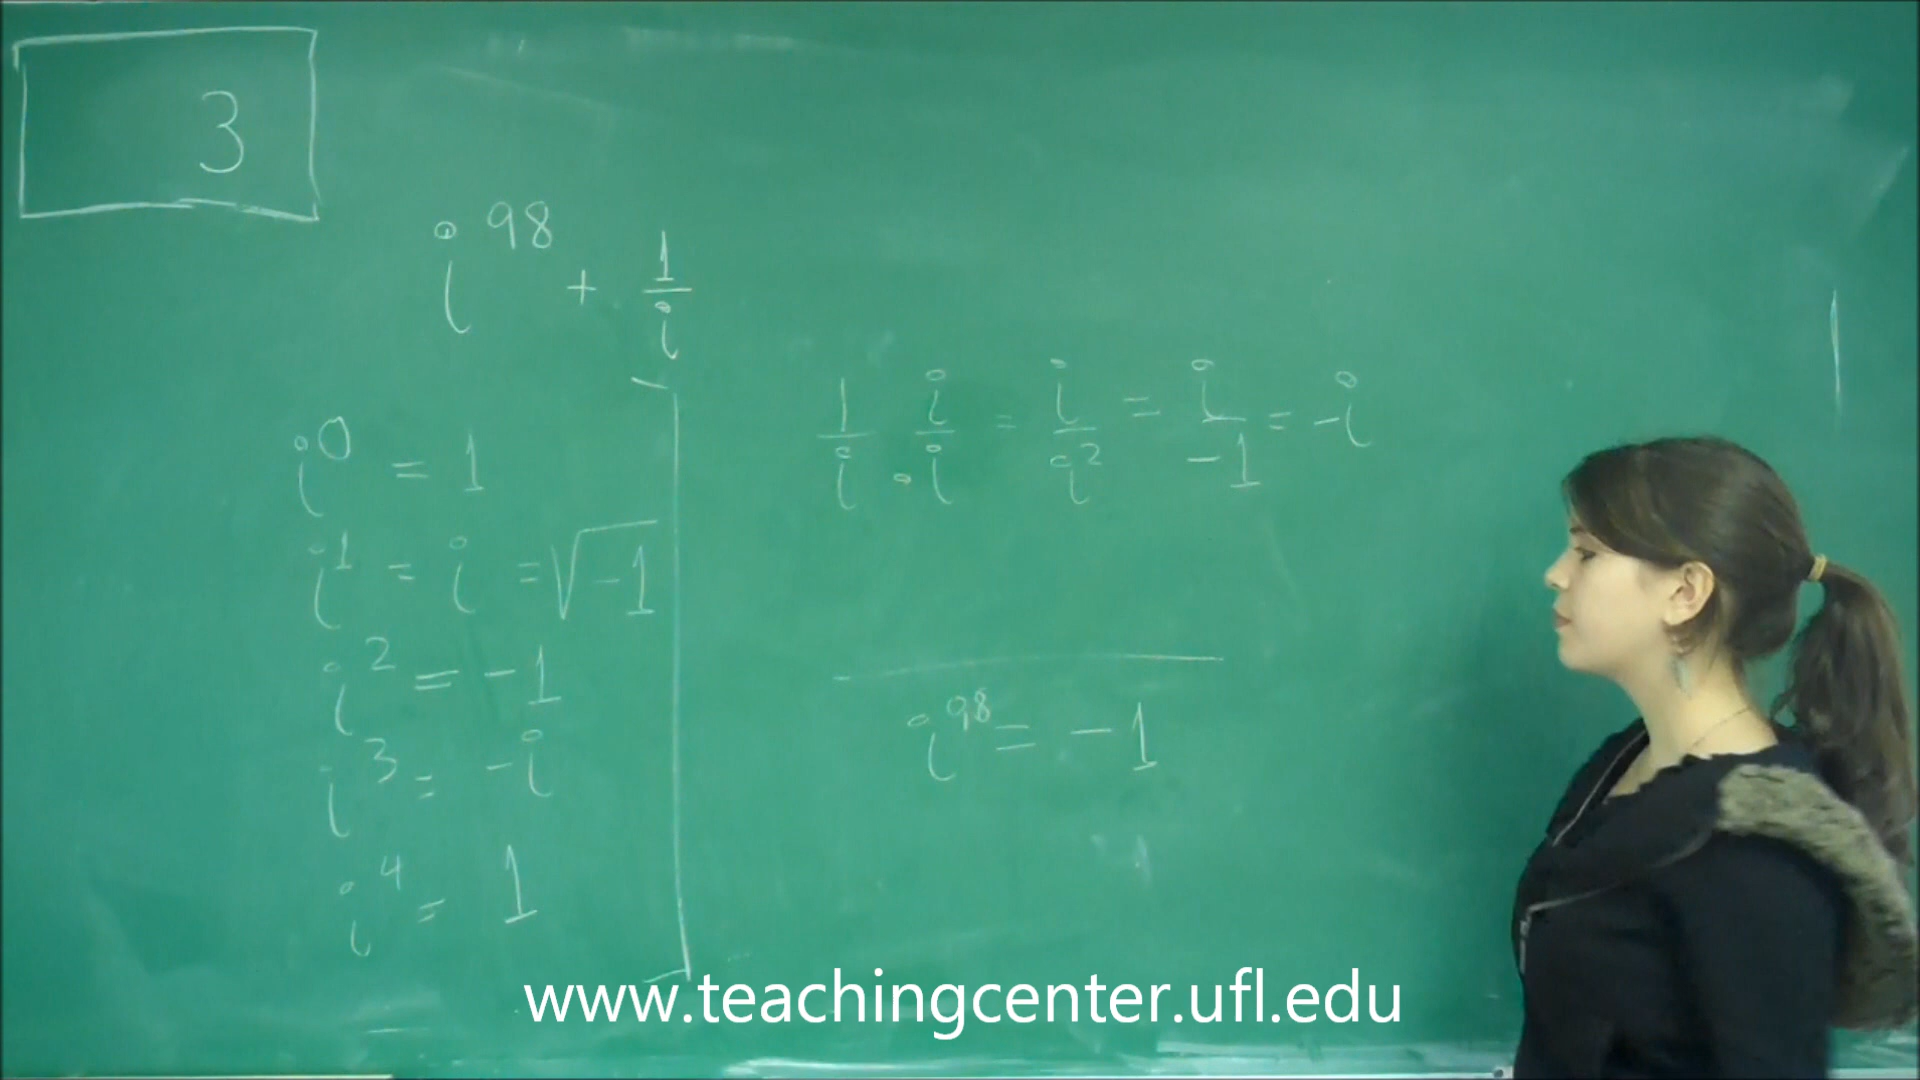 3
i^98 + 1/i
i^0 = 1
i^1 = i = √-1
i^2 = -1
i^3 = -i
i^4 = 1
1/i · i/i = i/i^2 = i/-1 = -i
i^98 = -1
www.teachingcenter.ufl.edu